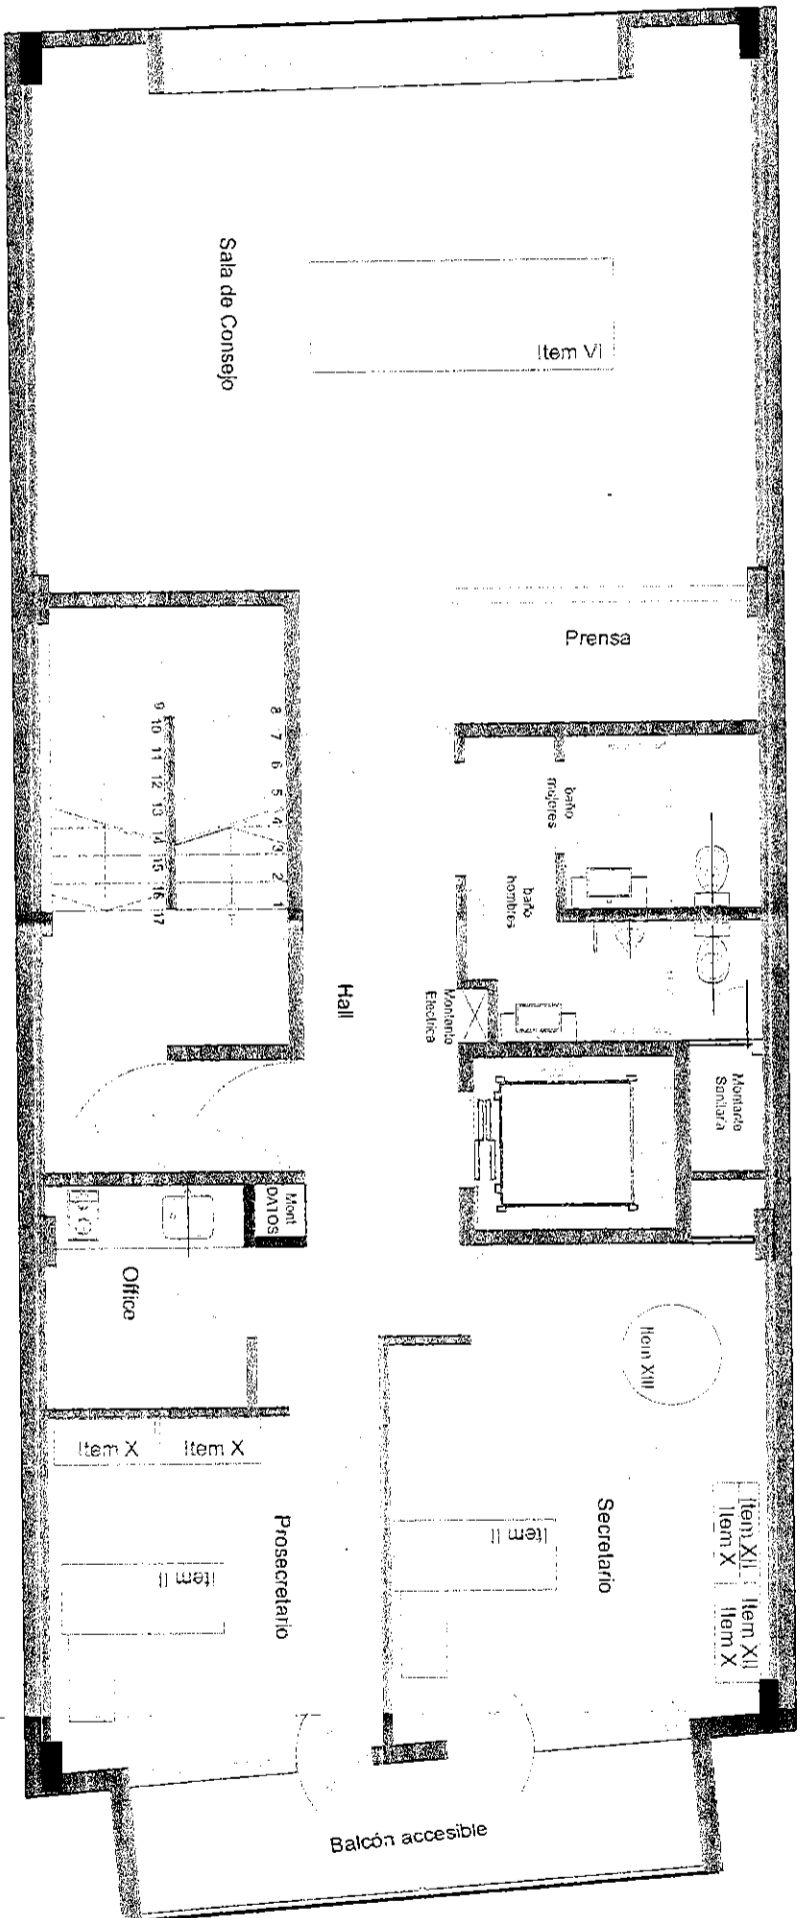 Sala de Consejo
Item VI
Prensa
9 10 11 12 13 14 15 16 17
8 7 6 5 4 3 2 1
baño
mujeres
baño
hombres
Hall
Montante
Electrica
Montante
Sanitara
Mont
DATOS
Office
Item XIII
Item X
Item X
Item II
Prosecretario
Item II
Secretario
Item XII
Item X
Item XII
Item X
Balcón accesible